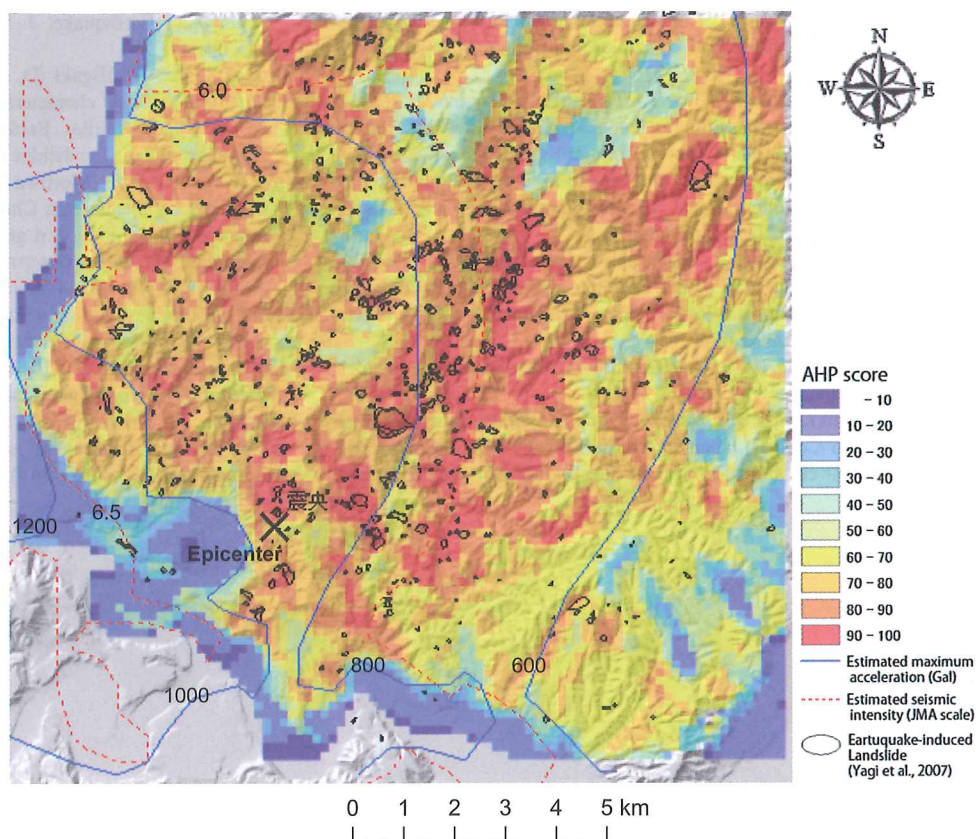 N
W E
S
6.0
AHP score
- 10
10 - 20
20 - 30
30 - 40
40 - 50
50 - 60
60 - 70
70 - 80
80 - 90
90 - 100
震央
6.5
1200
Epicenter
800
600
1000
Estimated maximum
acceleration (Gal)
Estimated seismic
intensity (JMA scale)
Eartuquake-induced
Landslide
(Yagi et al., 2007)
0 1 2 3 4 5 km